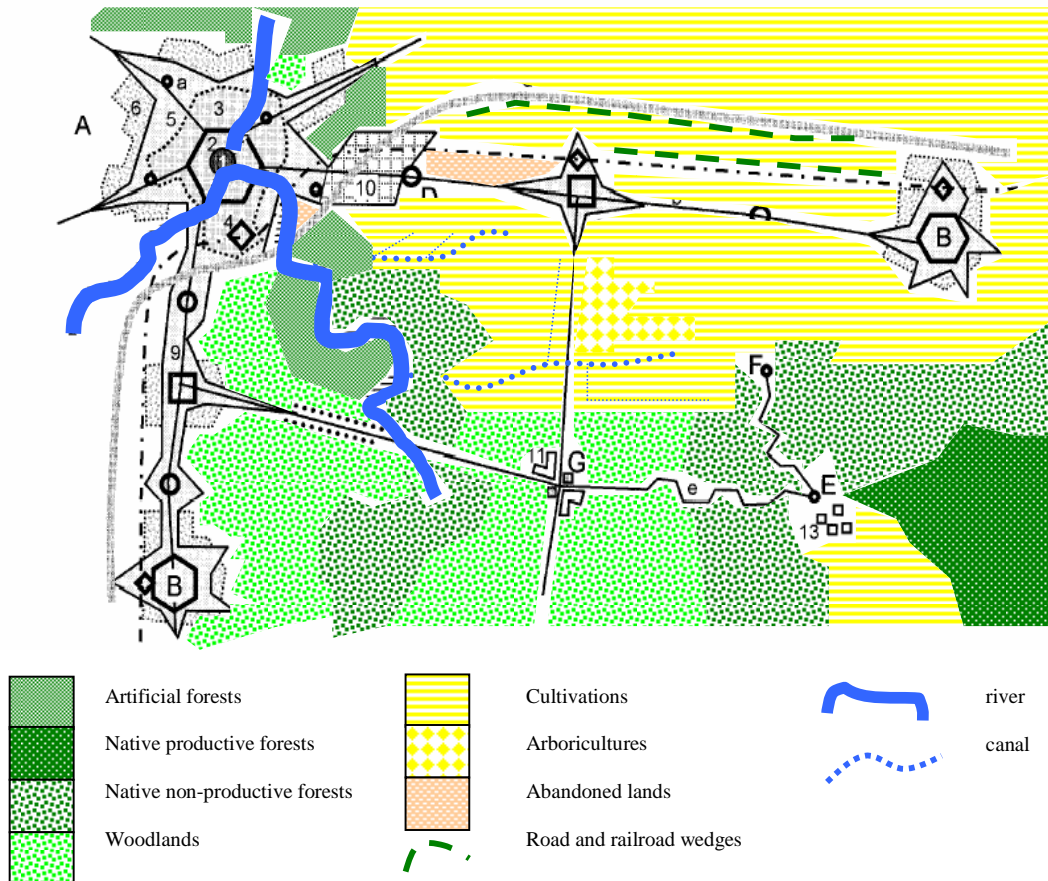 a
3
6
A
5
2
1
4
10
D
B
9
F
11
G
e
E
13
B
Artificial forests
Cultivations
river
Native productive forests
Arboricultures
canal
Native non-productive forests
Abandoned lands
Woodlands
Road and railroad wedges